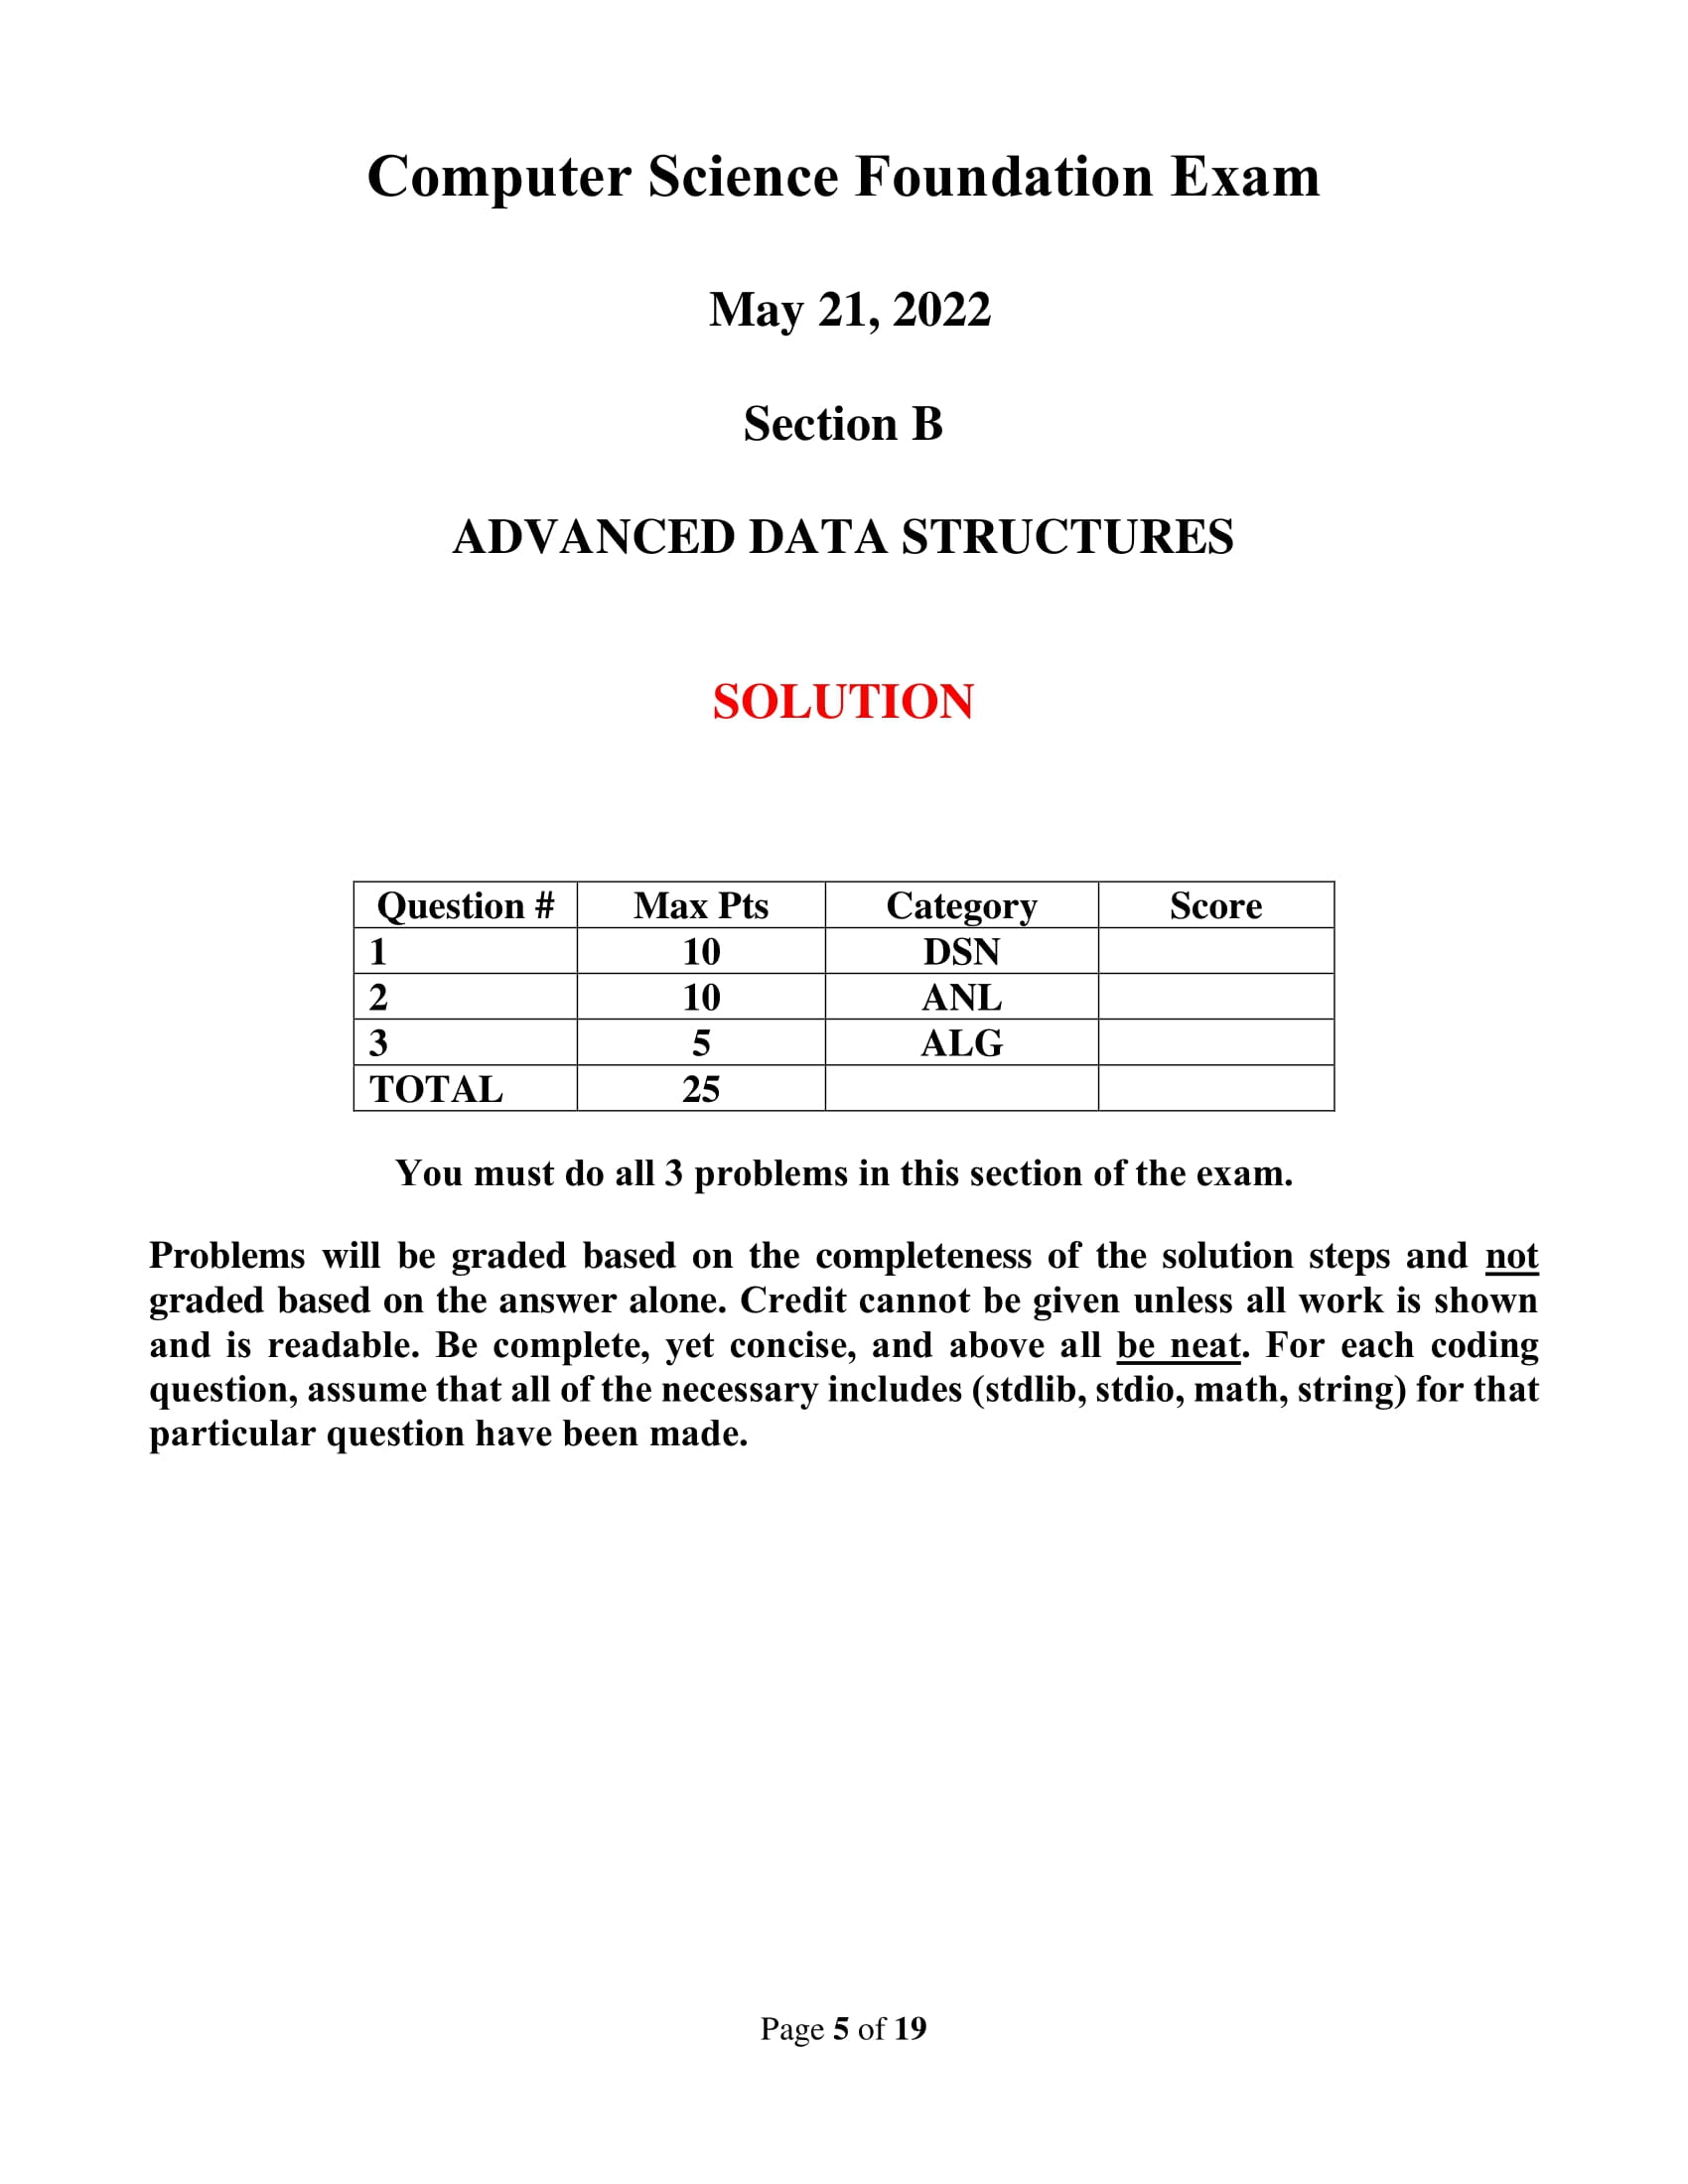 Computer Science Foundation Exam
May 21, 2022
Section B
ADVANCED DATA STRUCTURES
SOLUTION
Question # Max Pts Category Score
1 10 DSN
2 10 ANL
3 5 ALG
TOTAL 25
You must do all 3 problems in this section of the exam.
Problems will be graded based on the completeness of the solution steps and not
graded based on the answer alone. Credit cannot be given unless all work is shown
and is readable. Be complete, yet concise, and above all be neat. For each coding
question, assume that all of the necessary includes (stdlib, stdio, math, string) for that
particular question have been made.
Page 5 of 19